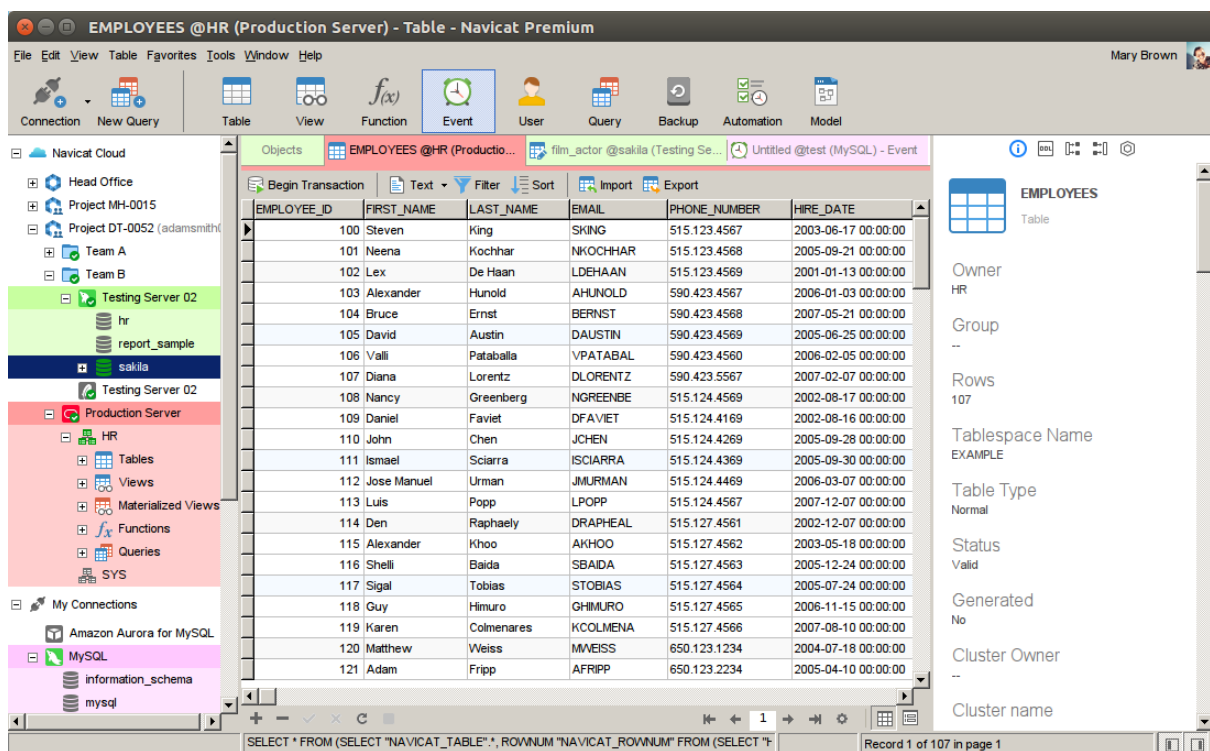 EMPLOYEES @HR (Production Server) - Table - Navicat Premium
File Edit View Table Favorites Tools Window Help
Mary Brown
Connection New Query Table View Function Event User Query Backup Automation Model
Navicat Cloud
Head Office
Project MH-0015
Project DT-0052 (adamsmith
Team A
Team B
Testing Server 02
hr
report_sample
sakila
Testing Server 02
Production Server
HR
Tables
Views
Materialized Views
Functions
Queries
SYS
My Connections
Amazon Aurora for MySQL
MySQL
information_schema
mysql
Objects EMPLOYEES @HR (Productio... film_actor @sakila (Testing Se... Untitled @test (MySQL) - Event
Begin Transaction Text Filter Sort Import Export
EMPLOYEE_ID FIRST_NAME LAST_NAME EMAIL PHONE_NUMBER HIRE_DATE
100 Steven King SKING 515.123.4567 2003-06-17 00:00:00
101 Neena Kochhar NKOCHHAR 515.123.4568 2005-09-21 00:00:00
102 Lex De Haan LDEHAAN 515.123.4569 2001-01-13 00:00:00
103 Alexander Hunold AHUNOLD 590.423.4567 2006-01-03 00:00:00
104 Bruce Ernst BERNST 590.423.4568 2007-05-21 00:00:00
105 David Austin DAUSTIN 590.423.4569 2005-06-25 00:00:00
106 Valli Pataballa VPATABAL 590.423.4560 2006-02-05 00:00:00
107 Diana Lorentz DLORENTZ 590.423.5567 2007-02-07 00:00:00
108 Nancy Greenberg NGREENBE 515.124.4569 2002-08-17 00:00:00
109 Daniel Faviet DFAVIET 515.124.4169 2002-08-16 00:00:00
110 John Chen JCHEN 515.124.4269 2005-09-28 00:00:00
111 Ismael Sciarra ISCIARRA 515.124.4369 2005-09-30 00:00:00
112 Jose Manuel Urman JMURMAN 515.124.4469 2006-03-07 00:00:00
113 Luis Popp LPOPP 515.124.4567 2007-12-07 00:00:00
114 Den Raphaely DRAPHEAL 515.127.4561 2002-12-07 00:00:00
115 Alexander Khoo AKHOO 515.127.4562 2003-05-18 00:00:00
116 Shelli Baida SBAIDA 515.127.4563 2005-12-24 00:00:00
117 Sigal Tobias STOBIAS 515.127.4564 2005-07-24 00:00:00
118 Guy Himuro GHIMURO 515.127.4565 2006-11-15 00:00:00
119 Karen Colmenares KCOLMENA 515.127.4566 2007-08-10 00:00:00
120 Matthew Weiss MWEISS 650.123.1234 2004-07-18 00:00:00
121 Adam Fripp AFRIPP 650.123.2234 2005-04-10 00:00:00
1
SELECT * FROM (SELECT "NAVICAT_TABLE".*, ROWNUM "NAVICAT_ROWNUM" FROM (SELECT "H
Record 1 of 107 in page 1
DDL
EMPLOYEES
Table
Owner
HR
Group
--
Rows
107
Tablespace Name
EXAMPLE
Table Type
Normal
Status
Valid
Generated
No
Cluster Owner
--
Cluster name